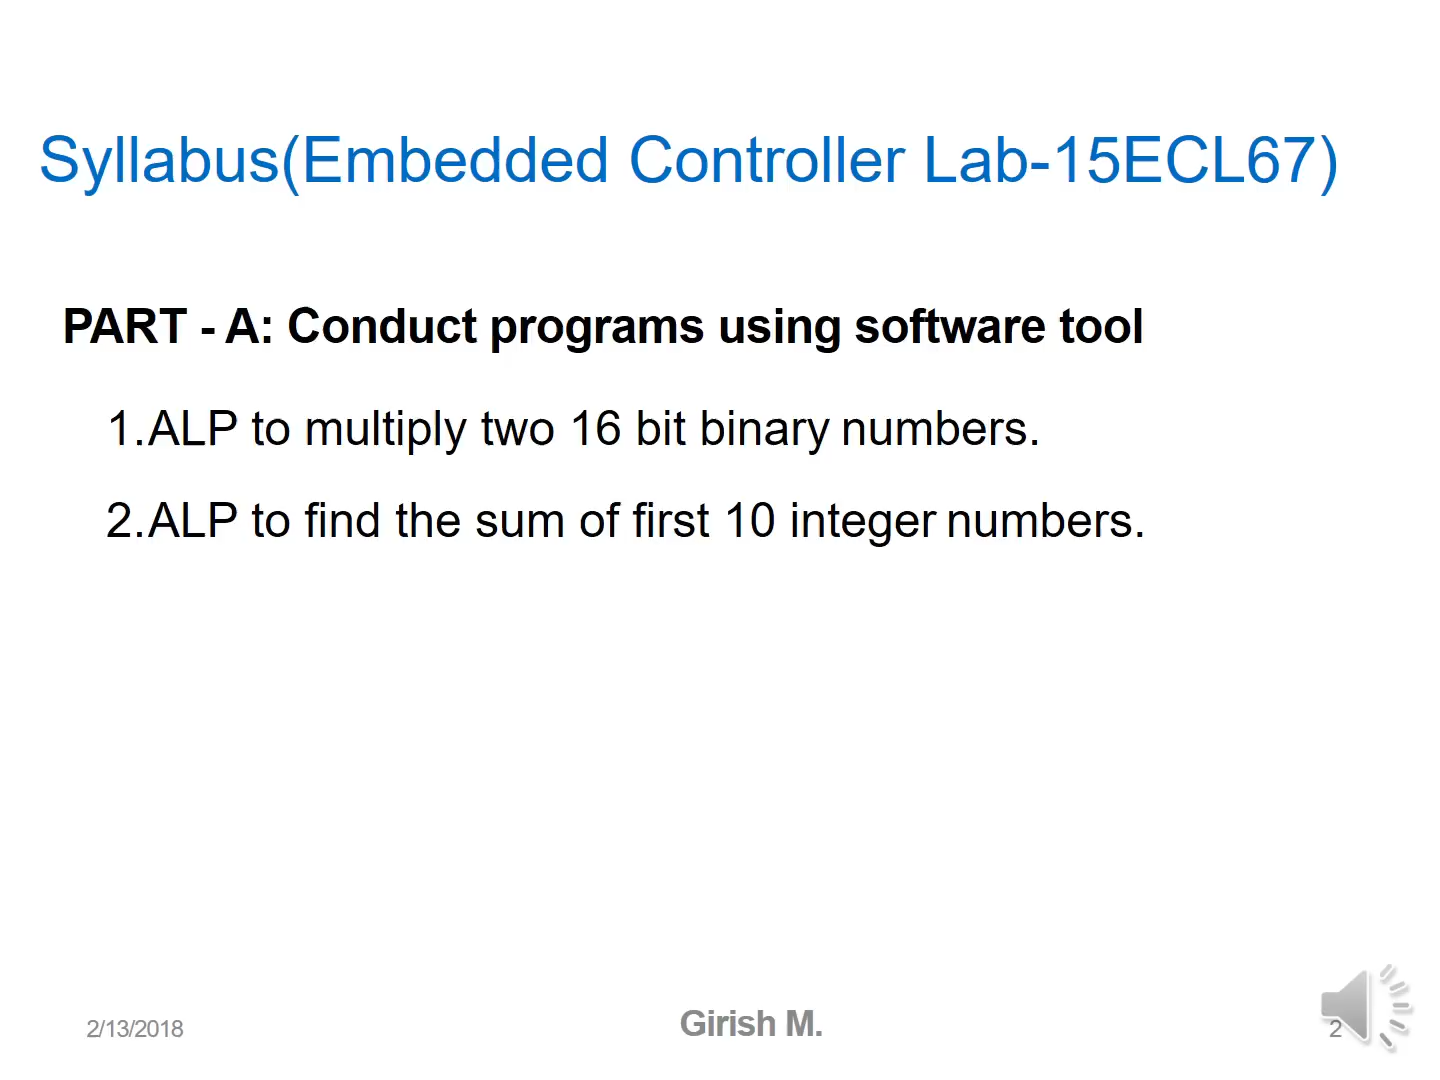 Syllabus(Embedded Controller Lab-15ECL67)
PART - A: Conduct programs using software tool
1.ALP to multiply two 16 bit binary numbers.
2.ALP to find the sum of first 10 integer numbers.
2/13/2018
Girish M.
2